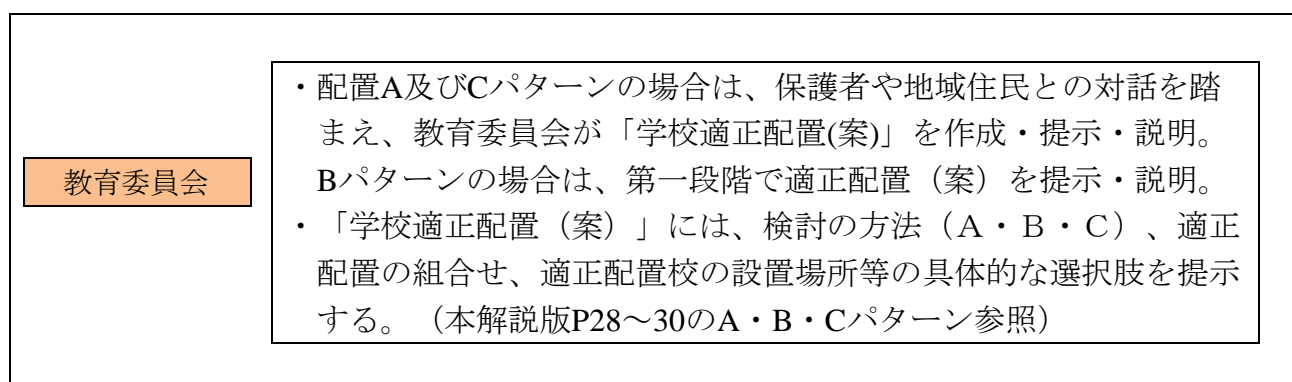 教育委員会
・配置A及びCパターンの場合は、保護者や地域住民との対話を踏
まえ、教育委員会が「学校適正配置(案)」を作成・提示・説明。
Bパターンの場合は、第一段階で適正配置（案）を提示・説明。
・「学校適正配置（案）」には、検討の方法（Ａ・Ｂ・Ｃ）、適正
配置の組合せ、適正配置校の設置場所等の具体的な選択肢を提示
する。（本解説版P28～30のA・B・Cパターン参照）